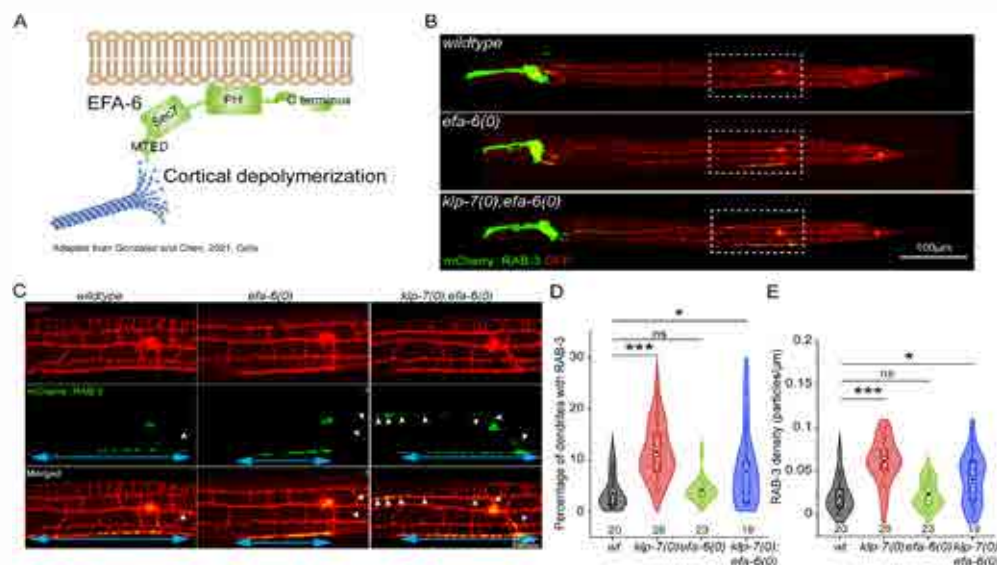 A
EFA-6
Sec7
PH
C terminus
MTED
Cortical depolymerization
Adapted from Gonzalez and Chen, 2021, Cells
B
wildtype
efa-6(0)
klp-7(0);efa-6(0)
mCherry::RAB-3 GFP
100µm
C
wildtype
efa-6(0)
klp-7(0);efa-6(0)
mCherry::RAB-3
Merged
D
Percentage of dendrites with RAB-3
30
20
10
0
*
ns
***
20
26
23
19
wt
klp-7(0)
efa-6(0)
klp-7(0);
efa-6(0)
E
RAB-3 density (particles/µm)
0.2
0.15
0.1
0.05
0
*
ns
***
20
26
23
19
wt
klp-7(0)
efa-6(0)
klp-7(0);
efa-6(0)